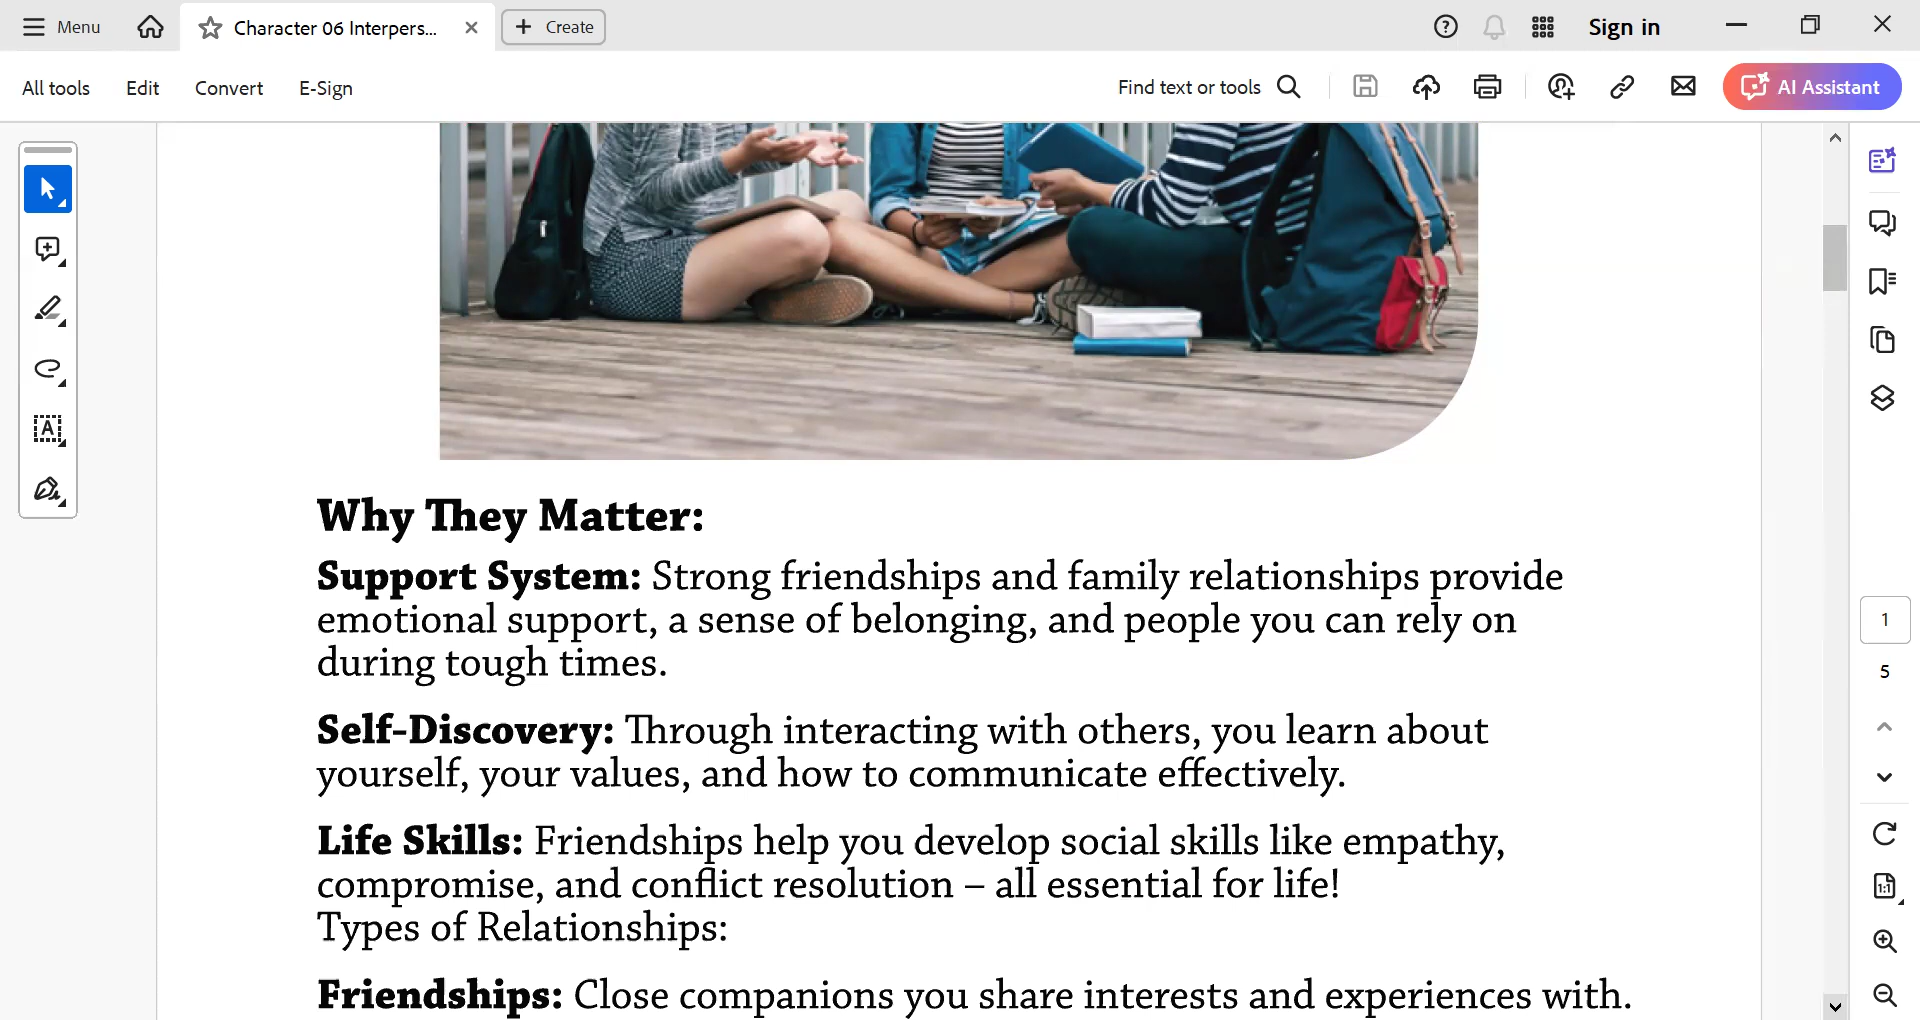 Menu
Character 06 Interpers...
Create
Sign in
All tools
Edit
Convert
E-Sign
Find text or tools
AI Assistant
Why They Matter:
Support System: Strong friendships and family relationships provide
emotional support, a sense of belonging, and people you can rely on
during tough times.
Self-Discovery: Through interacting with others, you learn about
yourself, your values, and how to communicate effectively.
Life Skills: Friendships help you develop social skills like empathy,
compromise, and conflict resolution – all essential for life!
Types of Relationships:
Friendships: Close companions you share interests and experiences with.
1
5
1:1